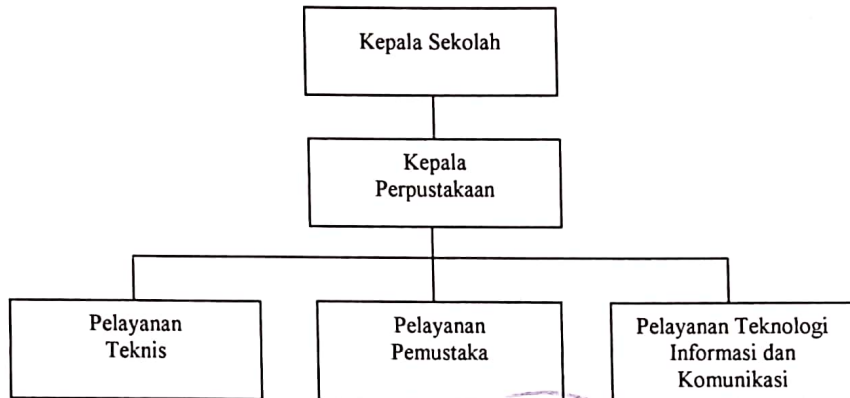 Kepala Sekolah
Kepala
Perpustakaan
Pelayanan
Teknis
Pelayanan
Pemustaka
Pelayanan Teknologi
Informasi dan
Komunikasi